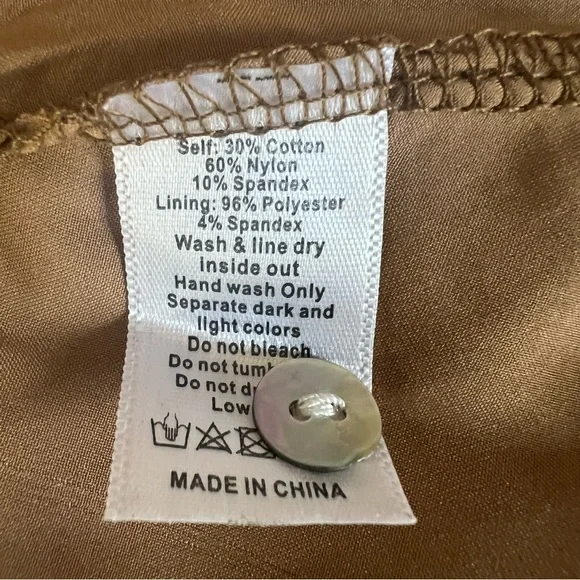 Self: 30% Cotton
60% Nylon
10% Spandex
Lining: 96% Polyester
4% Spandex
Wash & line dry
inside out
Hand wash Only
Separate dark and
light colors
Do not bleach
Do not
Do not
Low
MADE IN CHINA